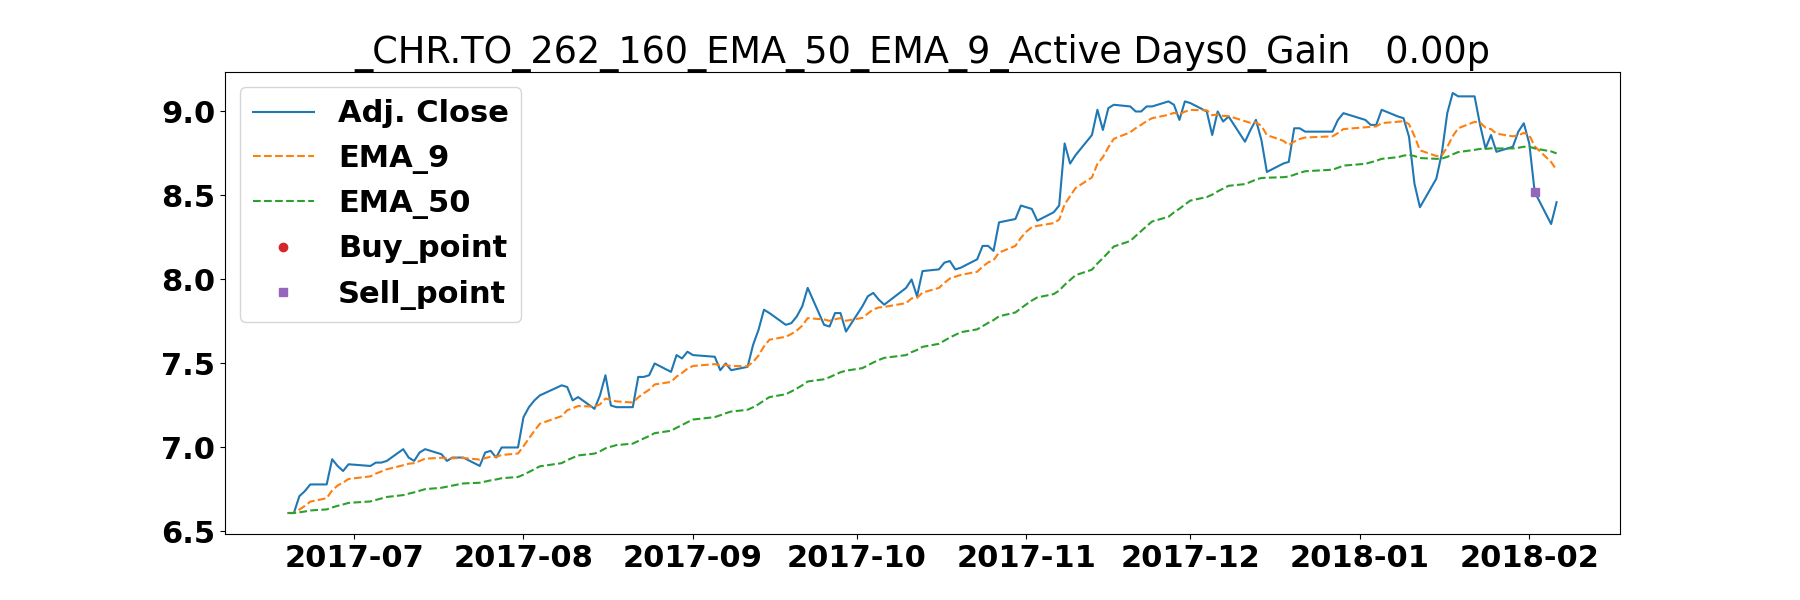 _CHR.TO_262_160_EMA_50_EMA_9_Active Days0_Gain   0.00p
Adj. Close
EMA_9
EMA_50
Buy_point
Sell_point
9.0
8.5
8.0
7.5
7.0
6.5
2017-07 2017-08 2017-09 2017-10 2017-11 2017-12 2018-01 2018-02